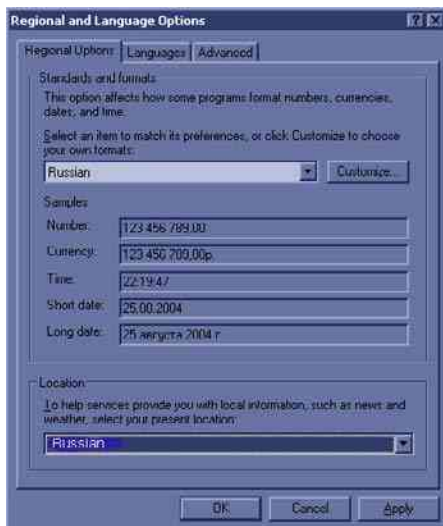 Regional and Language Options
Regional Options Languages Advanced
Standards and formats
This option affects how some programs format numbers, currencies,
dates, and time.
Select an item to match its preferences, or click Customize to choose
your own formats:
Russian Customize...
Samples
Number: 123 456 789,00
Currency: 123 456 789,00р.
Time: 22:19:47
Short date: 25.08.2004
Long date: 25 августа 2004 г.
Location
To help services provide you with local information, such as news and
weather, select your present location:
Russian
OK Cancel Apply